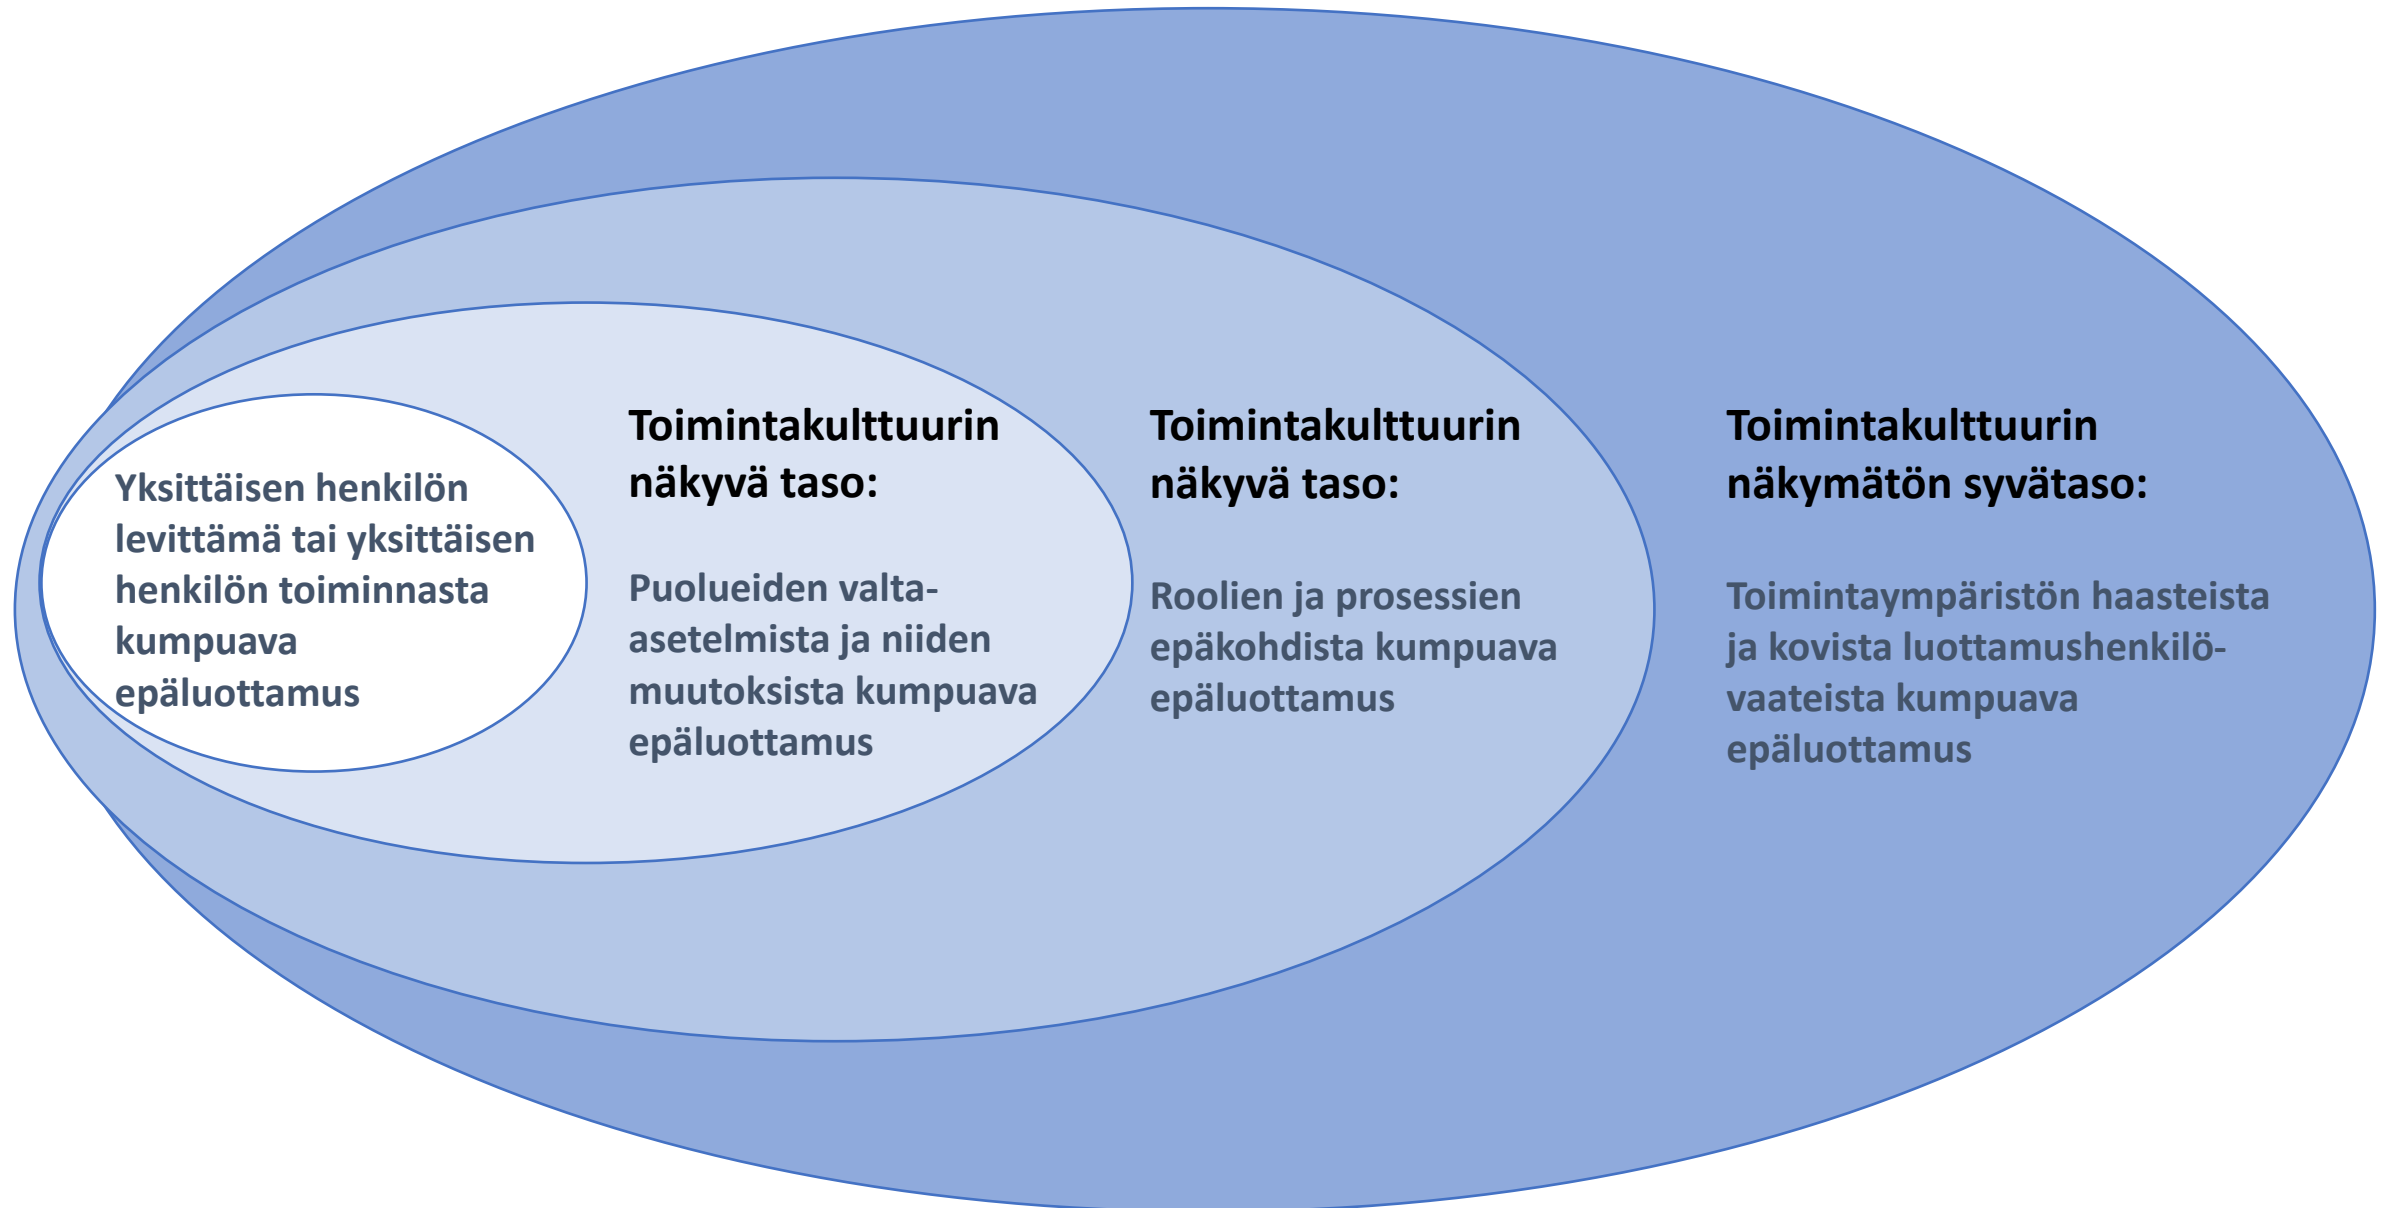 Yksittäisen henkilön
levittämä tai yksittäisen
henkilön toiminnasta
kumpuava
epäluottamus
Toimintakulttuurin
näkyvä taso:
Puolueiden valta-
asetelmista ja niiden
muutoksista kumpuava
epäluottamus
Toimintakulttuurin
näkyvä taso:
Roolien ja prosessien
epäkohdista kumpuava
epäluottamus
Toimintakulttuurin
näkymätön syvätaso:
Toimintaympäristön haasteista
ja kovista luottamushenkilö-
vaateista kumpuava
epäluottamus